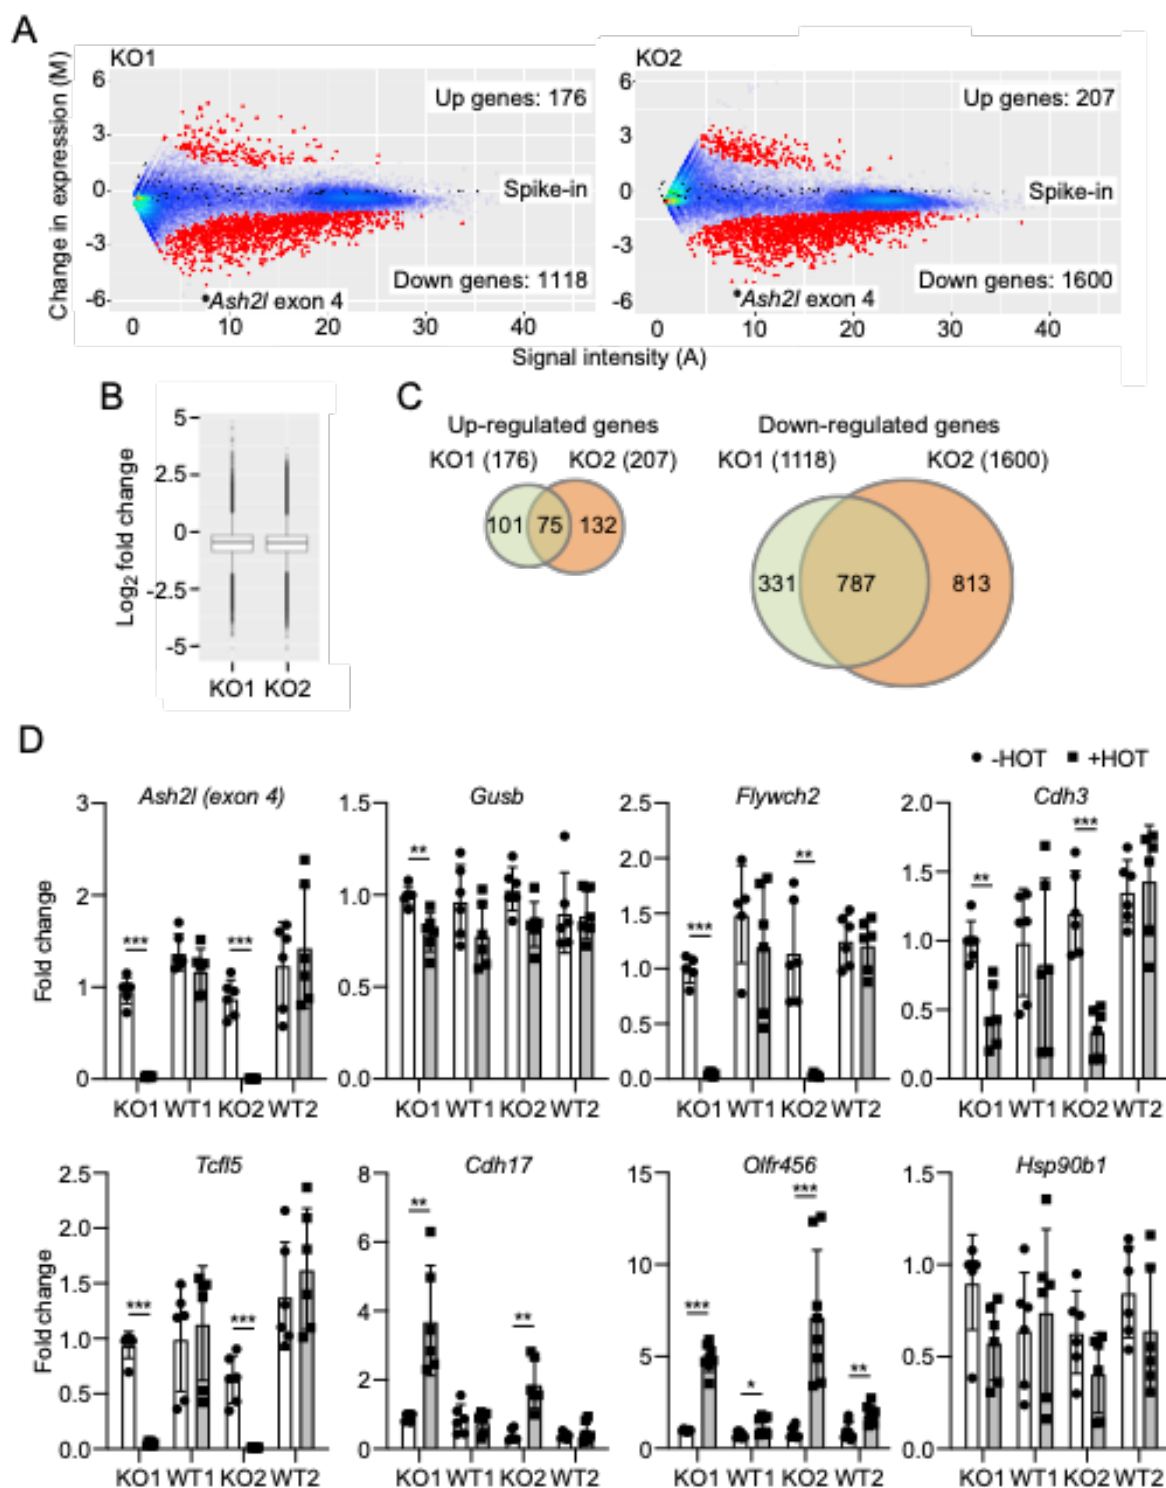 A
KO1
KO2
Change in expression (M)
6
3
0
-3
-6
Up genes: 176
Spike-in
Down genes: 1118
Ash2l exon 4
0
10
20
30
40
6
3
0
-3
-6
Up genes: 207
Spike-in
Down genes: 1600
Ash2l exon 4
0
10
20
30
40
Signal intensity (A)
B
Log2 fold change
5
2.5
0
-2.5
-5
KO1 KO2
C
Up-regulated genes
KO1 (176) KO2 (207)
101 75 132
Down-regulated genes
KO1 (1118) KO2 (1600)
331 787 813
D
-HOT +HOT
Ash2l (exon 4)
Fold change
3
2
1
0
***
***
KO1 WT1 KO2 WT2
Gusb
1.5
1.0
0.5
0.0
**
KO1 WT1 KO2 WT2
Flywch2
2.5
2.0
1.5
1.0
0.5
0.0
***
**
KO1 WT1 KO2 WT2
Cdh3
2.0
1.5
1.0
0.5
0.0
**
***
KO1 WT1 KO2 WT2
Tcfl5
Fold change
2.5
2.0
1.5
1.0
0.5
0.0
***
***
KO1 WT1 KO2 WT2
Cdh17
8
6
4
2
0
**
**
KO1 WT1 KO2 WT2
Olfr456
15
10
5
0
***
*
***
**
KO1 WT1 KO2 WT2
Hsp90b1
1.5
1.0
0.5
0.0
KO1 WT1 KO2 WT2